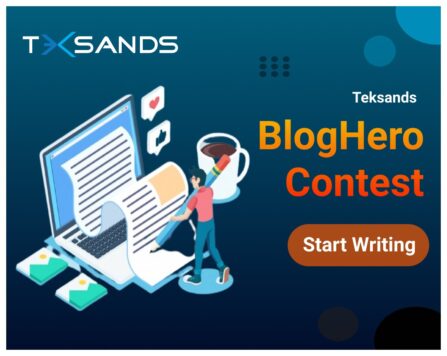 TEKSANDS
Teksands
BlogHero
Contest
Start Writing